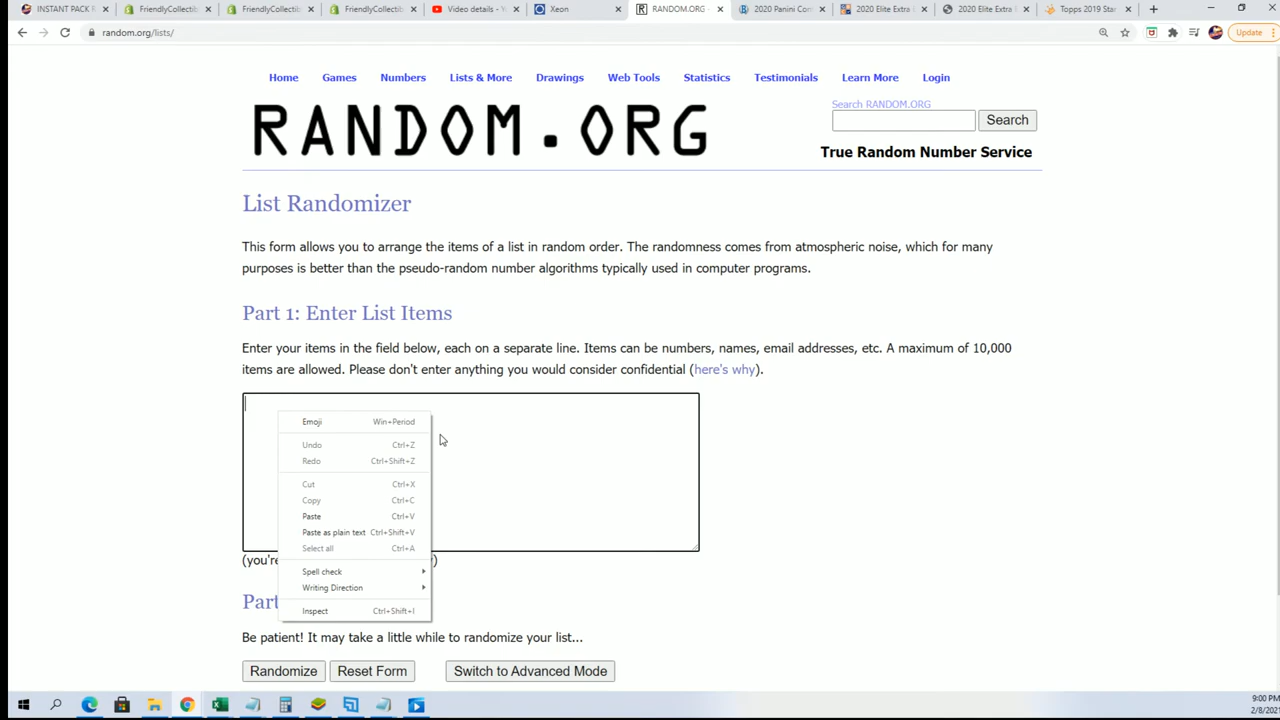 INSTANT PACK R
FriendlyCollectib
FriendlyCollectib
FriendlyCollectib
Video details - Y
Xeon
RANDOM.ORG -
2020 Panini Con
2020 Elite Extra
2020 Elite Extra
Topps 2019 Star
random.org/lists/
Update
Home Games Numbers Lists & More Drawings Web Tools Statistics Testimonials Learn More Login
RANDOM.ORG
Search RANDOM.ORG
Search
True Random Number Service
List Randomizer
This form allows you to arrange the items of a list in random order. The randomness comes from atmospheric noise, which for many
purposes is better than the pseudo-random number algorithms typically used in computer programs.
Part 1: Enter List Items
Enter your items in the field below, each on a separate line. Items can be numbers, names, email addresses, etc. A maximum of 10,000
items are allowed. Please don't enter anything you would consider confidential (here's why).
Emoji Win+Period
Undo Ctrl+Z
Redo Ctrl+Shift+Z
Cut Ctrl+X
Copy Ctrl+C
Paste Ctrl+V
Paste as plain text Ctrl+Shift+V
Select all Ctrl+A
Spell check
Writing Direction
Inspect Ctrl+Shift+I
(you're )
Part
Be patient! It may take a little while to randomize your list...
Randomize Reset Form Switch to Advanced Mode
9:00 PM
2/8/2021